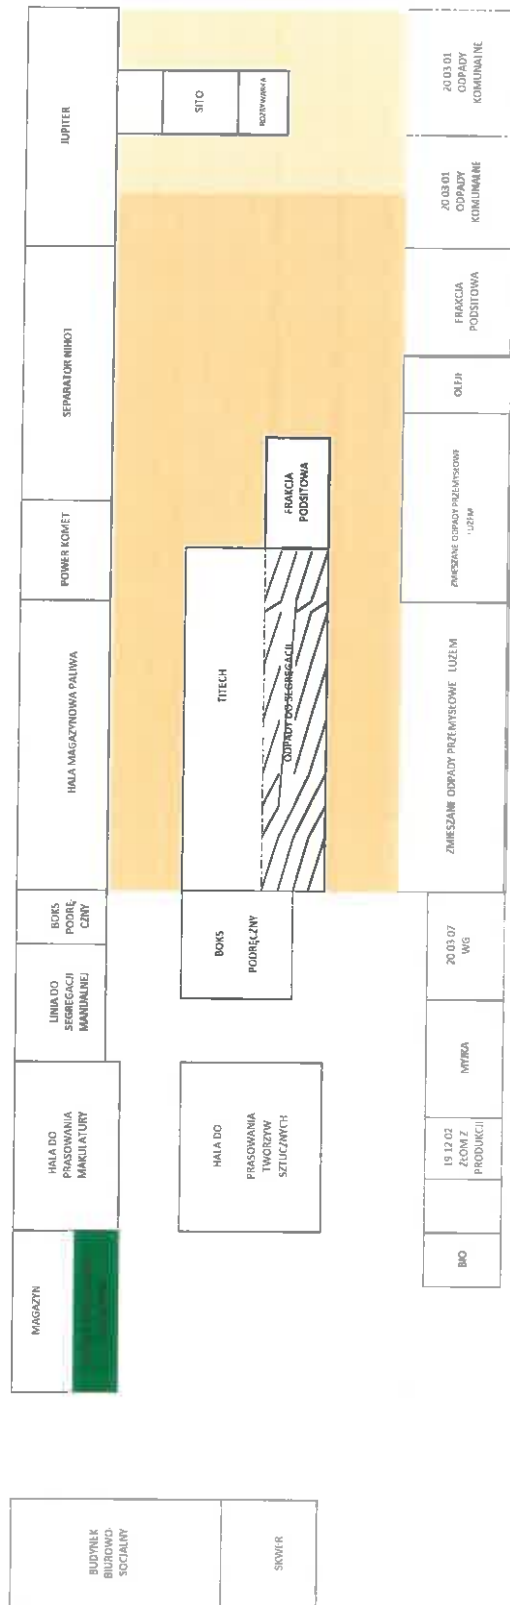 JUPITER
SITO
ROZRYWARKA
20 03 01
ODPADY
KOMUNALNE
20 03 01
ODPADY
KOMUNALNE
SEPARATOR NIHOT
FRAKCJA
PODSITOWA
OLEJE
POWER KOMET
FRAKCJA
PODSITOWA
ZMIESZANE ODPADY PRZEMYSŁOWE
LUZEM
HALA MAGAZYNOWA PALIWA
TITECH
ODPADY DO SEGREGACJI
ZMIESZANE ODPADY PRZEMYSŁOWE LUZEM
BOKS
PODRĘ
CZNY
BOKS
PODRĘCZNY
20 03 07
WG
LINIA DO
SEGREGACJI
MANUALNEJ
MYJKA
HALA DO
PRASOWANIA
MAKULATURY
HALA DO
PRASOWANIA
TWORZYW
SZTUCZNYCH
19 12 02
ZŁOM Z
PRODUKCJI
BIO
MAGAZYN
BUDYNEK
BIUROWO-
SOCJALNY
SKWER